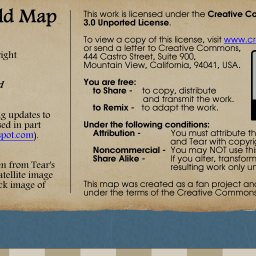 ld Map
right
d
g updates to
sed in part
spot.com).
en from Tear's
atellite image
ck image of
This work is licensed under the Creative Co
3.0 Unported License.
To view a copy of this license, visit www.cr
or send a letter to Creative Commons,
444 Castro Street, Suite 900,
Mountain View, California, 94041, USA.
You are free:
to Share - to copy, distribute
and transmit the work.
to Remix - to adapt the work.
Under the following conditions:
Attribution - You must attribute th
and Tear with copyrig
Noncommercial - You may NOT use this
Share Alike - If you alter, transform
resulting work only un
This map was created as a fan project and
under the terms of the Creative Commons